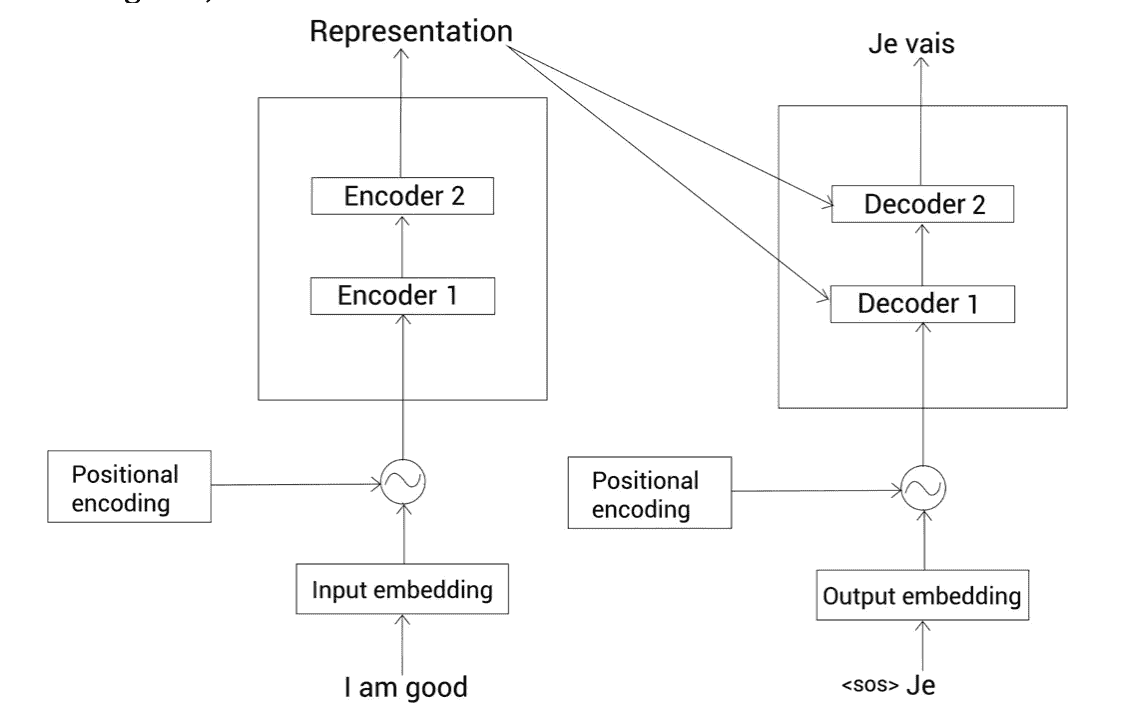 Representation
Je vais
Encoder 2
Decoder 2
Encoder 1
Decoder 1
Positional
encoding
Positional
encoding
Input embedding
Output embedding
I am good
<sos> Je